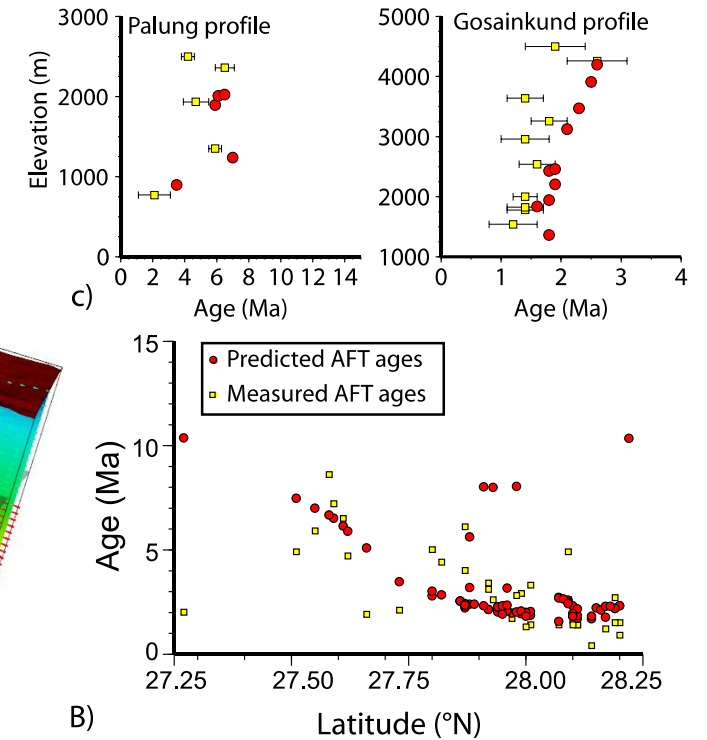 3000
Palung profile
2000
1000
0
Elevation (m)
0 2 4 6 8 10 12 14
Age (Ma)
c)
5000
Gosainkund profile
4000
3000
2000
1000
0 1 2 3 4
Age (Ma)
15
10
5
0
Age (Ma)
Predicted AFT ages
Measured AFT ages
27.25 27.50 27.75 28.00 28.25
Latitude (°N)
B)